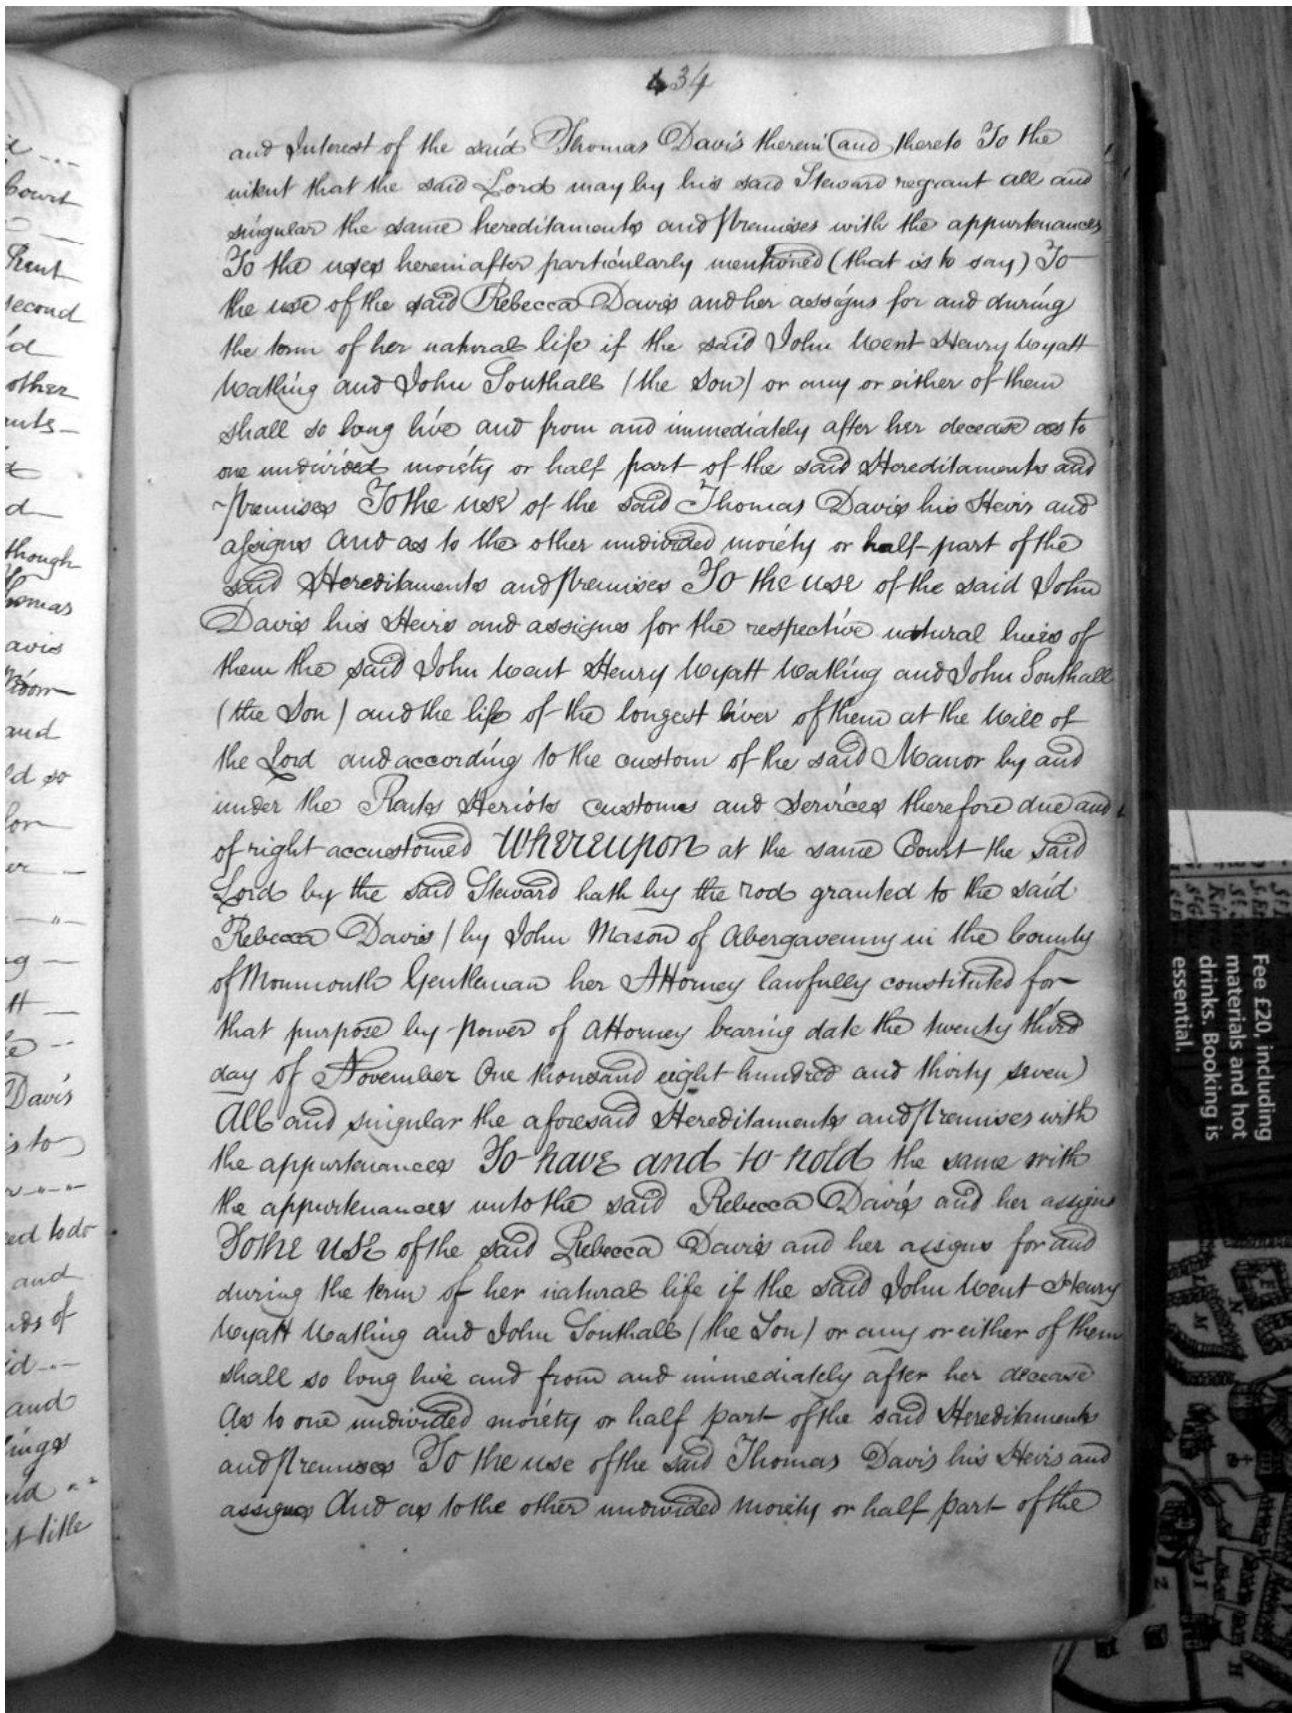 434
and Interest of the said Thomas Davis therein and thereto To the
intent that the said Lord may by his said Steward regrant all and
singular the same hereditaments and premises with the appurtenances
To the uses hereinafter particularly mentioned (that is to say) To
the use of the said Rebecca Davis and her assigns for and during
the term of her natural life if the said John Went Henry Wyatt
Watling and John Southall (the Son) or any or either of them
shall so long live and from and immediately after her decease as to
one undivided moiety or half part of the said Hereditaments and
premises To the use of the said Thomas Davis his Heirs and
assigns And as to the other undivided moiety or half part of the
said Hereditaments and premises To the use of the said John
Davis his Heirs and assigns for the respective natural lives of
them the said John Went Henry Wyatt Watling and John Southall
(the Son) and the life of the longest liver of them at the Will of
the Lord and according to the custom of the said Manor by and
under the Rents Heriots customs and services therefore due and
of right accustomed Whereupon at the same Court the said
Lord by the said Steward hath by the rod granted to the said
Rebecca Davis (by John Mason of Abergavenny in the County
of Monmouth Gentleman her Attorney lawfully constituted for
that purpose by power of Attorney bearing date the twenty third
day of November One thousand eight hundred and thirty seven)
All and singular the aforesaid Hereditaments and premises with
the appurtenances To have and to hold the same with
the appurtenances unto the said Rebecca Davis and her assigns
To the use of the said Rebecca Davis and her assigns for and
during the term of her natural life if the said John Went Henry
Wyatt Watling and John Southall (the Son) or any or either of them
shall so long live and from and immediately after her decease
As to one undivided moiety or half part of the said Hereditaments
and premises To the use of the said Thomas Davis his Heirs and
assigns And as to the other undivided moiety or half part of the
Court
Rent
second
other
though
Davis
and
is to
and
and
title
Fee £20, including
materials and hot
drinks. Booking is
essential.